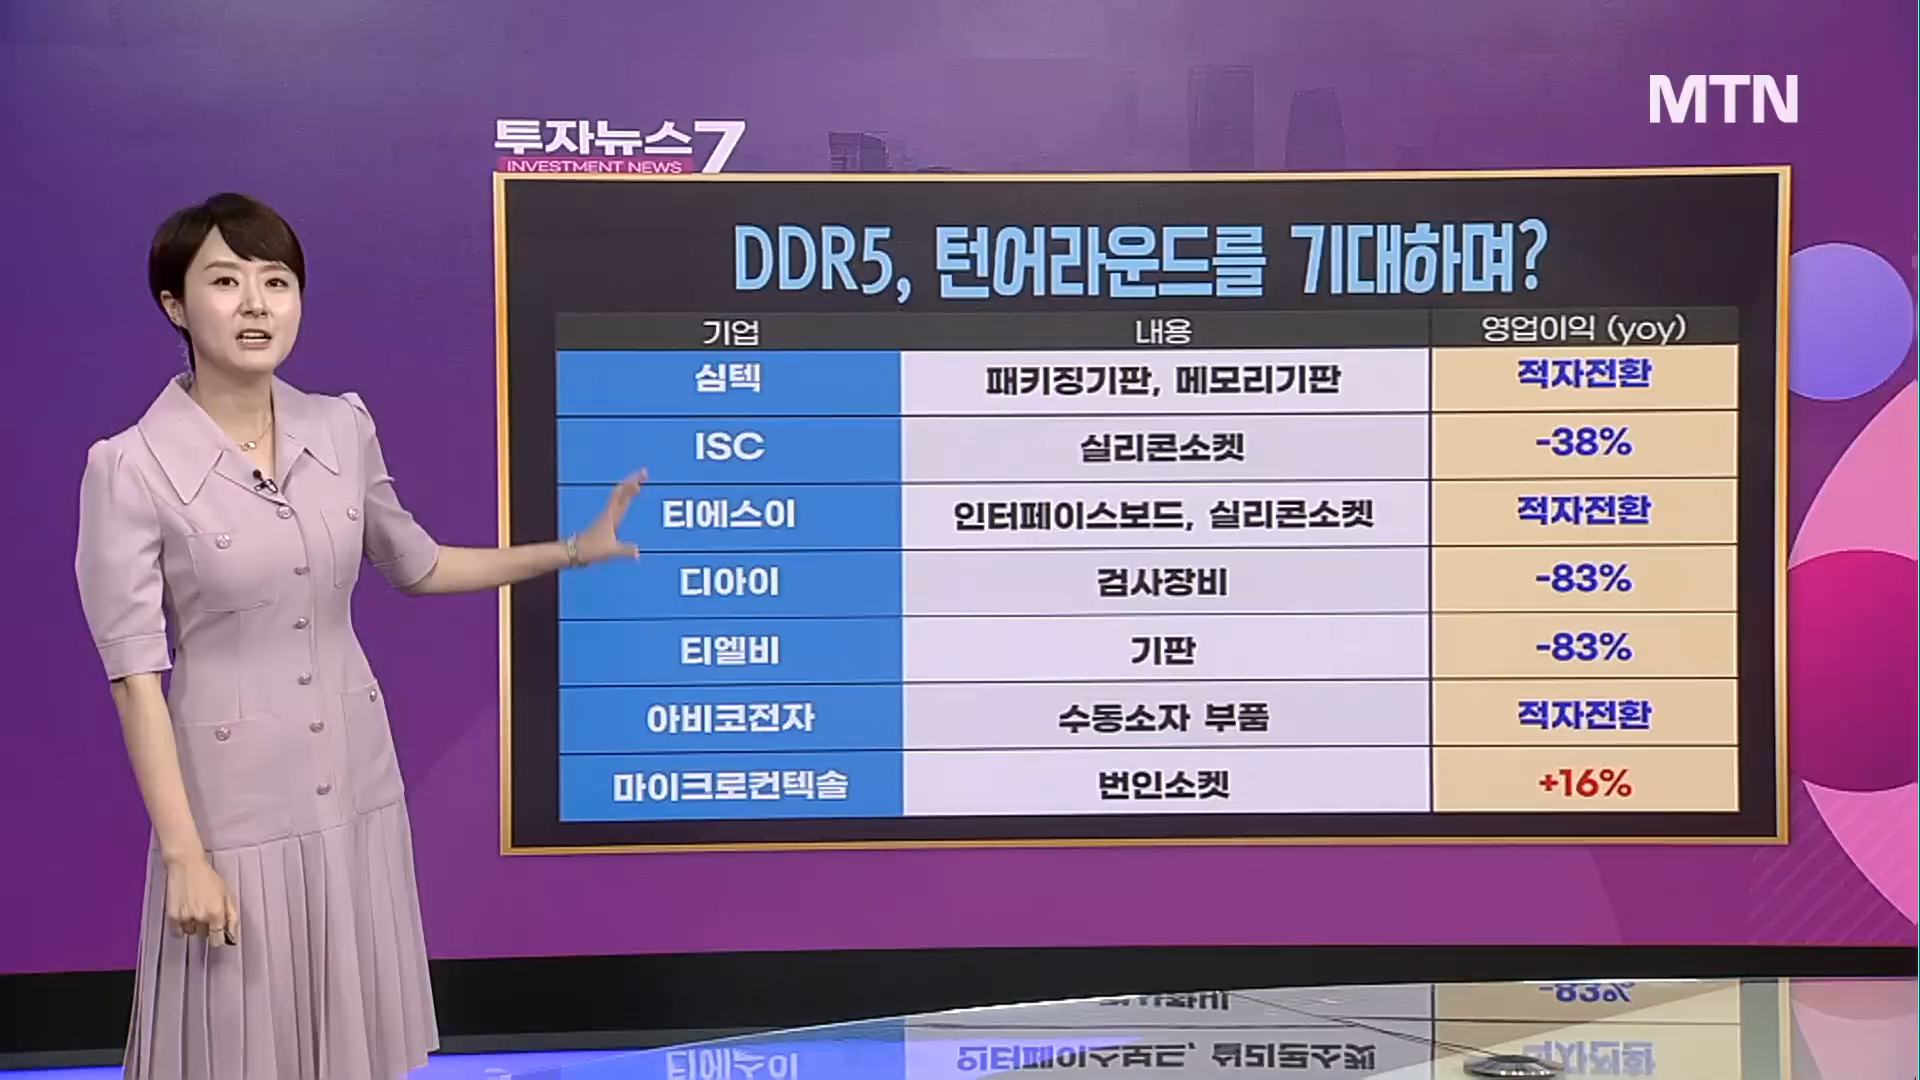 MTN
투자뉴스7
INVESTMENT NEWS
DDR5, 턴어라운드를 기대하며?
기업 내용 영업이익 (yoy)
심텍 패키징기판, 메모리기판 적자전환
ISC 실리콘소켓 -38%
티에스이 인터페이스보드, 실리콘소켓 적자전환
디아이 검사장비 -83%
티엘비 기판 -83%
아비코전자 수동소자 부품 적자전환
마이크로컨텍솔 번인소켓 +16%